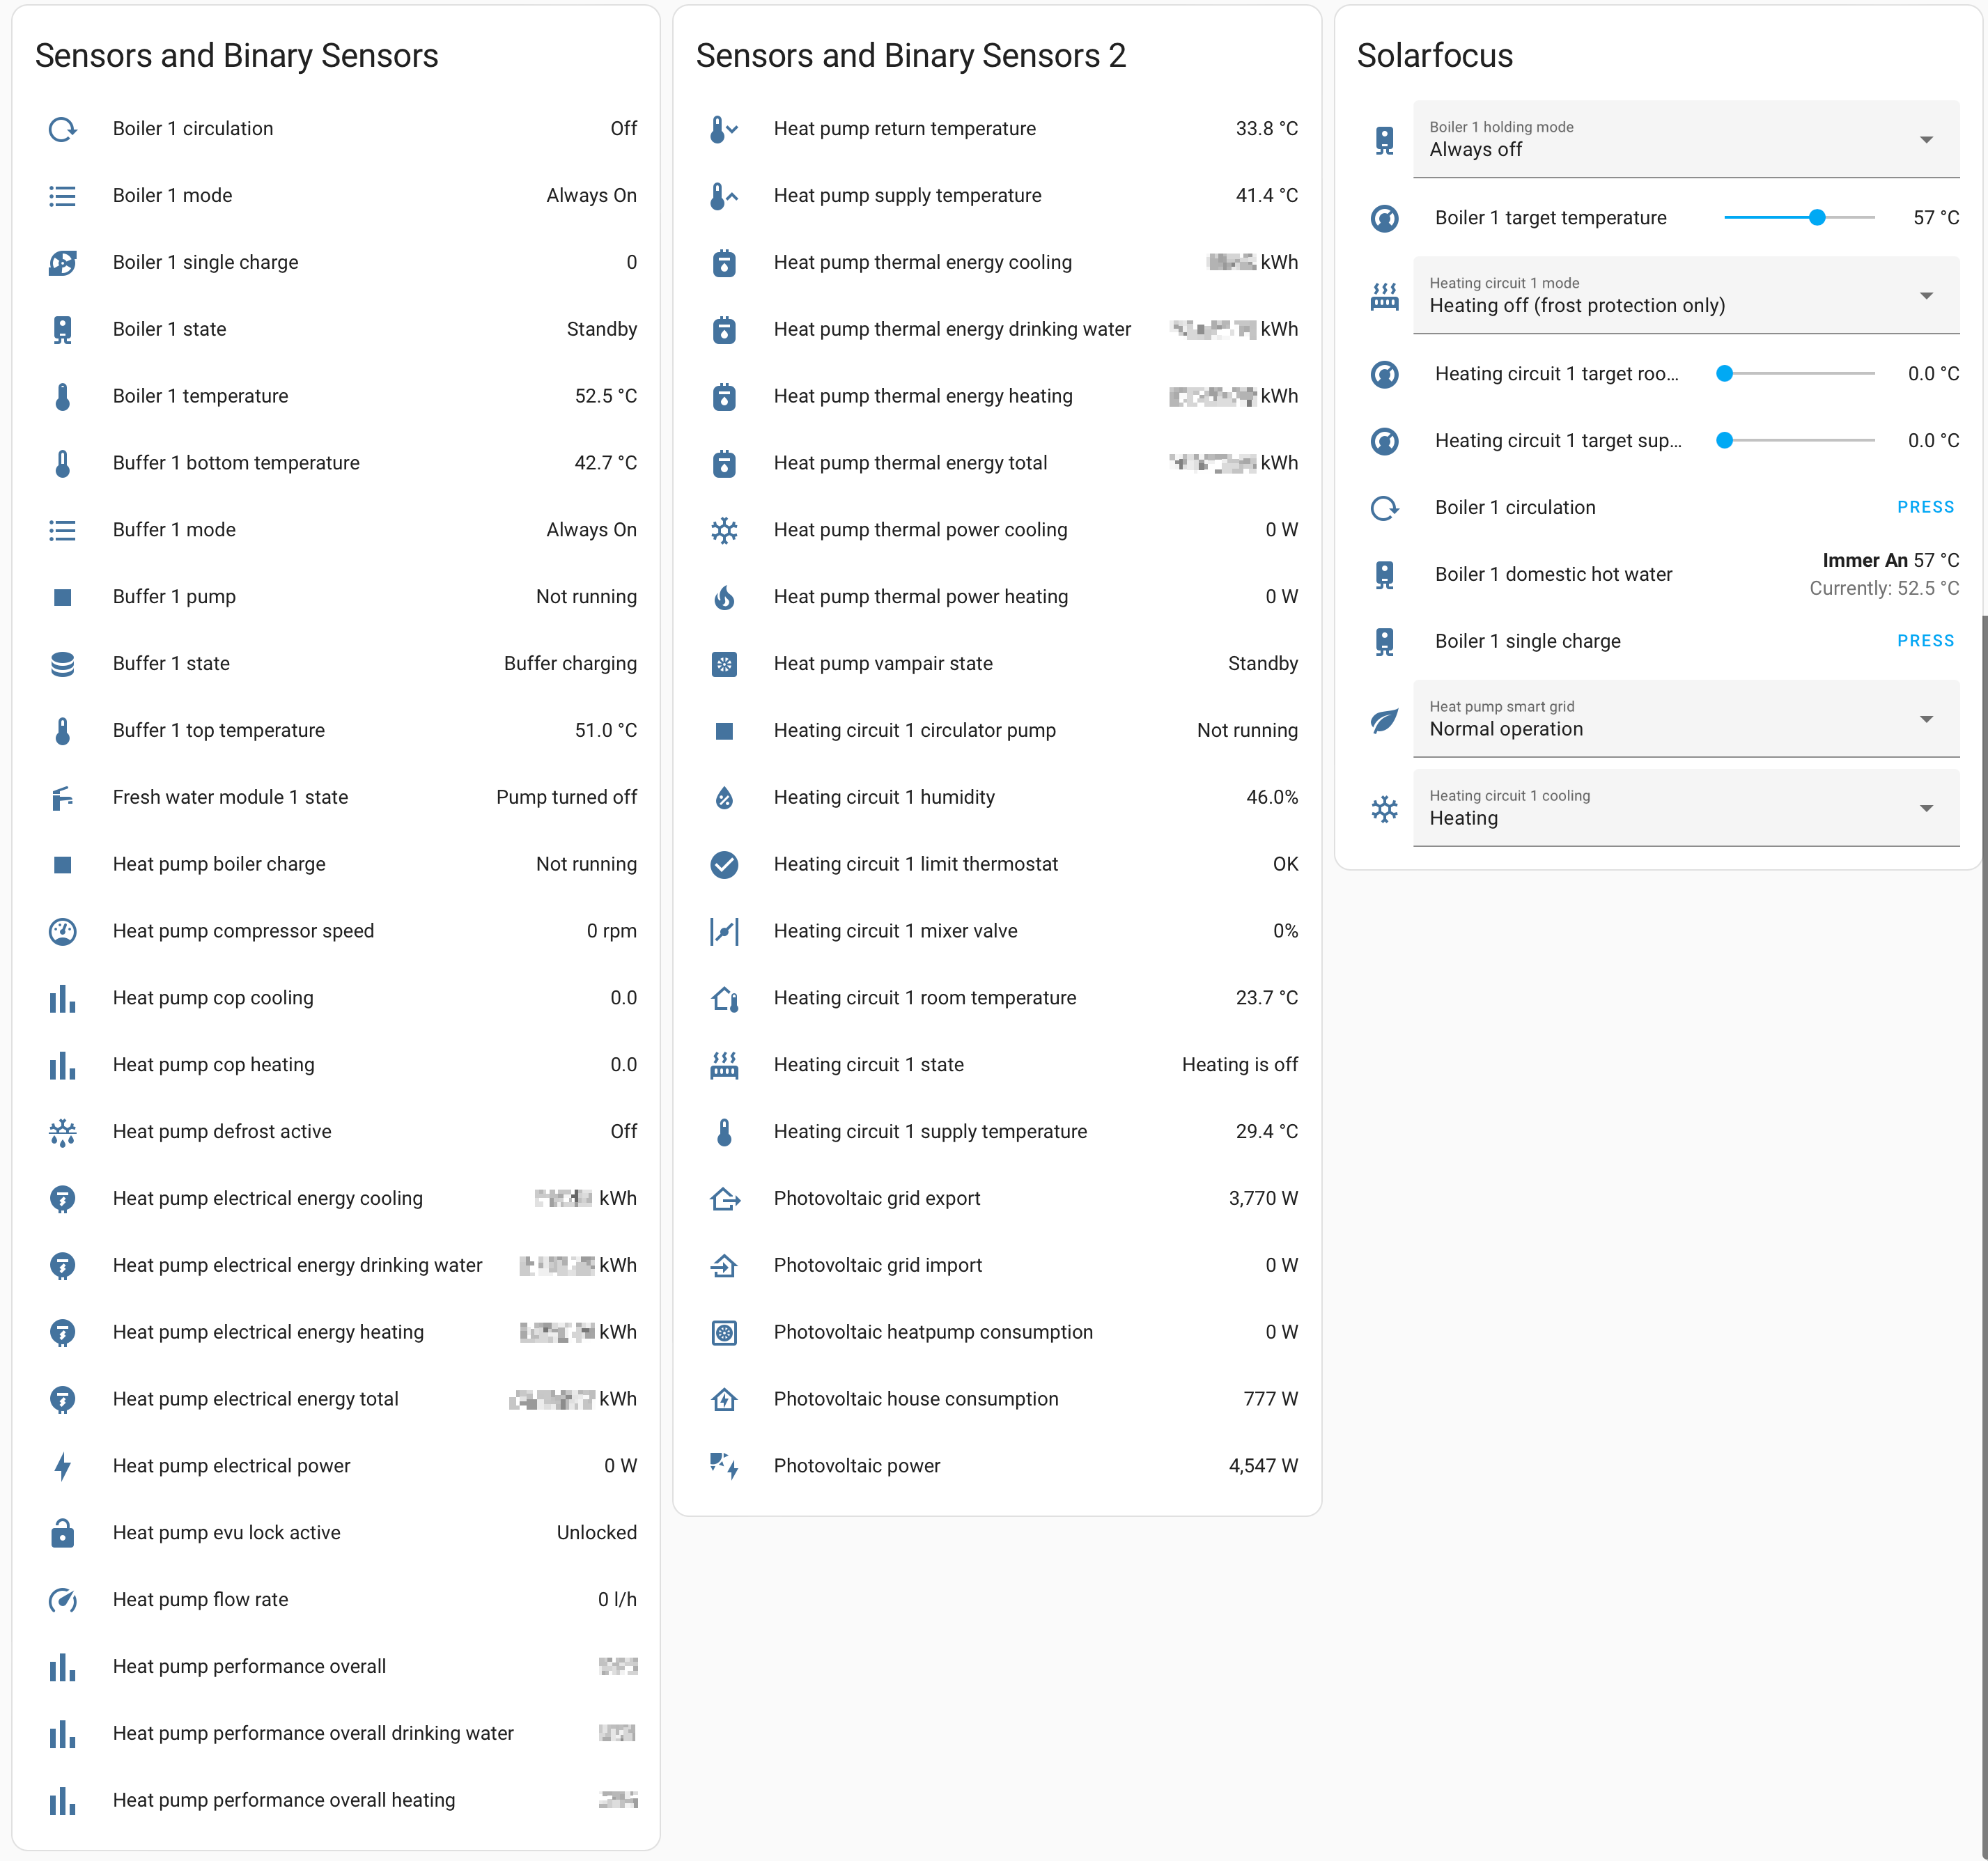 Sensors and Binary Sensors
Boiler 1 circulation Off
Boiler 1 mode Always On
Boiler 1 single charge 0
Boiler 1 state Standby
Boiler 1 temperature 52.5 °C
Buffer 1 bottom temperature 42.7 °C
Buffer 1 mode Always On
Buffer 1 pump Not running
Buffer 1 state Buffer charging
Buffer 1 top temperature 51.0 °C
Fresh water module 1 state Pump turned off
Heat pump boiler charge Not running
Heat pump compressor speed 0 rpm
Heat pump cop cooling 0.0
Heat pump cop heating 0.0
Heat pump defrost active Off
Heat pump electrical energy cooling kWh
Heat pump electrical energy drinking water kWh
Heat pump electrical energy heating kWh
Heat pump electrical energy total kWh
Heat pump electrical power 0 W
Heat pump evu lock active Unlocked
Heat pump flow rate 0 l/h
Heat pump performance overall
Heat pump performance overall drinking water
Heat pump performance overall heating
Sensors and Binary Sensors 2
Heat pump return temperature 33.8 °C
Heat pump supply temperature 41.4 °C
Heat pump thermal energy cooling kWh
Heat pump thermal energy drinking water kWh
Heat pump thermal energy heating kWh
Heat pump thermal energy total kWh
Heat pump thermal power cooling 0 W
Heat pump thermal power heating 0 W
Heat pump vampair state Standby
Heating circuit 1 circulator pump Not running
Heating circuit 1 humidity 46.0%
Heating circuit 1 limit thermostat OK
Heating circuit 1 mixer valve 0%
Heating circuit 1 room temperature 23.7 °C
Heating circuit 1 state Heating is off
Heating circuit 1 supply temperature 29.4 °C
Photovoltaic grid export 3,770 W
Photovoltaic grid import 0 W
Photovoltaic heatpump consumption 0 W
Photovoltaic house consumption 777 W
Photovoltaic power 4,547 W
Solarfocus
Boiler 1 holding mode
Always off
Boiler 1 target temperature 57 °C
Heating circuit 1 mode
Heating off (frost protection only)
Heating circuit 1 target roo... 0.0 °C
Heating circuit 1 target sup... 0.0 °C
Boiler 1 circulation PRESS
Boiler 1 domestic hot water Immer An 57 °C
Currently: 52.5 °C
Boiler 1 single charge PRESS
Heat pump smart grid
Normal operation
Heating circuit 1 cooling
Heating